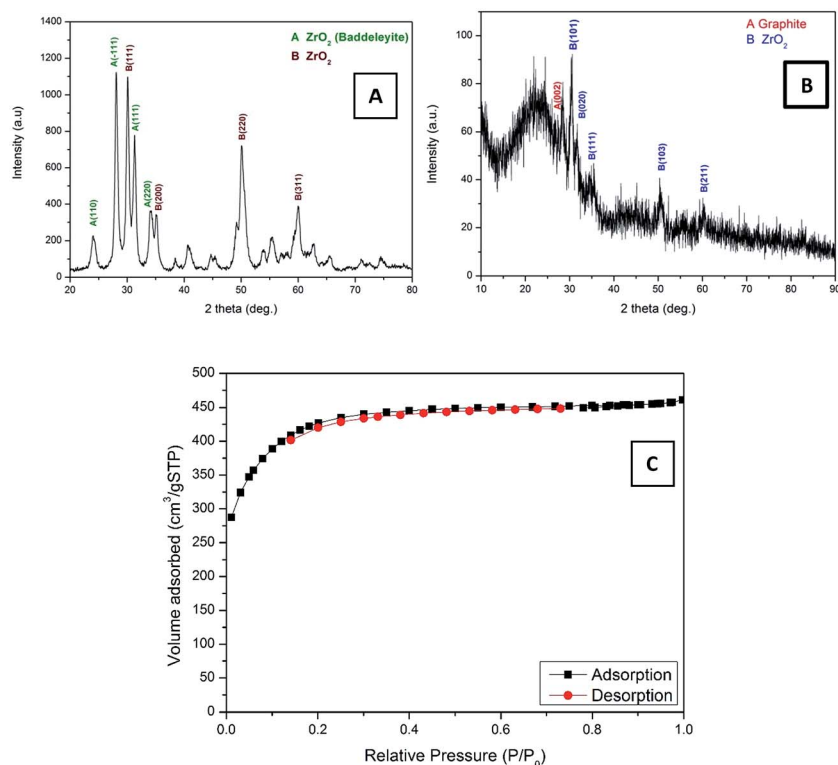 1400
1200
1000
800
600
400
200
0
Intensity (a.u)
A ZrO₂ (Baddeleyite)
B ZrO₂
A
A(110)
A(-111)
B(111)
A(111)
A(220)
B(200)
B(220)
B(311)
20 30 40 50 60 70 80
2 theta (deg.)
100
80
60
40
20
0
Intensity (a.u.)
A Graphite
B ZrO₂
B
A(002)
B(101)
B(020)
B(111)
B(103)
B(211)
10 20 30 40 50 60 70 80 90
2 theta (deg.)
500
450
400
350
300
250
200
150
100
50
0
Volume adsorbed (cm³/gSTP)
C
Adsorption
Desorption
0.0 0.2 0.4 0.6 0.8 1.0
Relative Pressure (P/P₀)